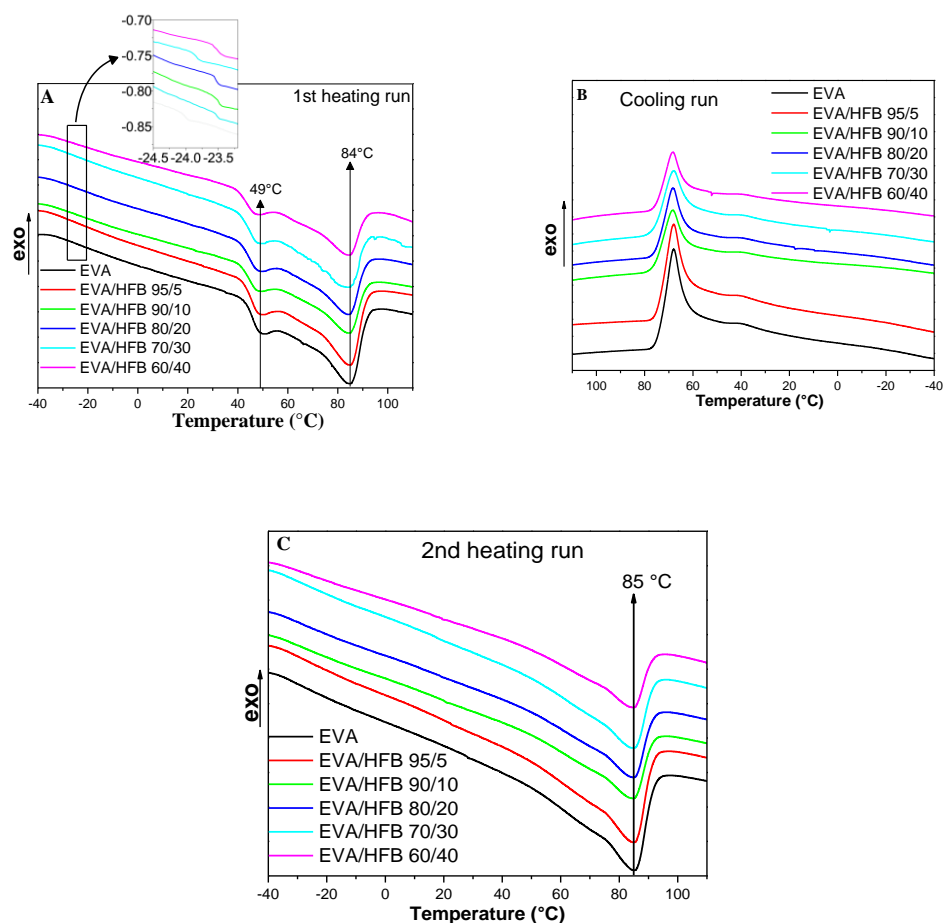 -0.70
-0.75
-0.80
-0.85
-24.5 -24.0 -23.5
A
1st heating run
49°C
84°C
exo
EVA
EVA/HFB 95/5
EVA/HFB 90/10
EVA/HFB 80/20
EVA/HFB 70/30
EVA/HFB 60/40
-40 -20 0 20 40 60 80 100
Temperature (°C)
B
Cooling run
EVA
EVA/HFB 95/5
EVA/HFB 90/10
EVA/HFB 80/20
EVA/HFB 70/30
EVA/HFB 60/40
exo
100 80 60 40 20 0 -20 -40
Temperature (°C)
C
2nd heating run
85 °C
exo
EVA
EVA/HFB 95/5
EVA/HFB 90/10
EVA/HFB 80/20
EVA/HFB 70/30
EVA/HFB 60/40
-40 -20 0 20 40 60 80 100
Temperature (°C)